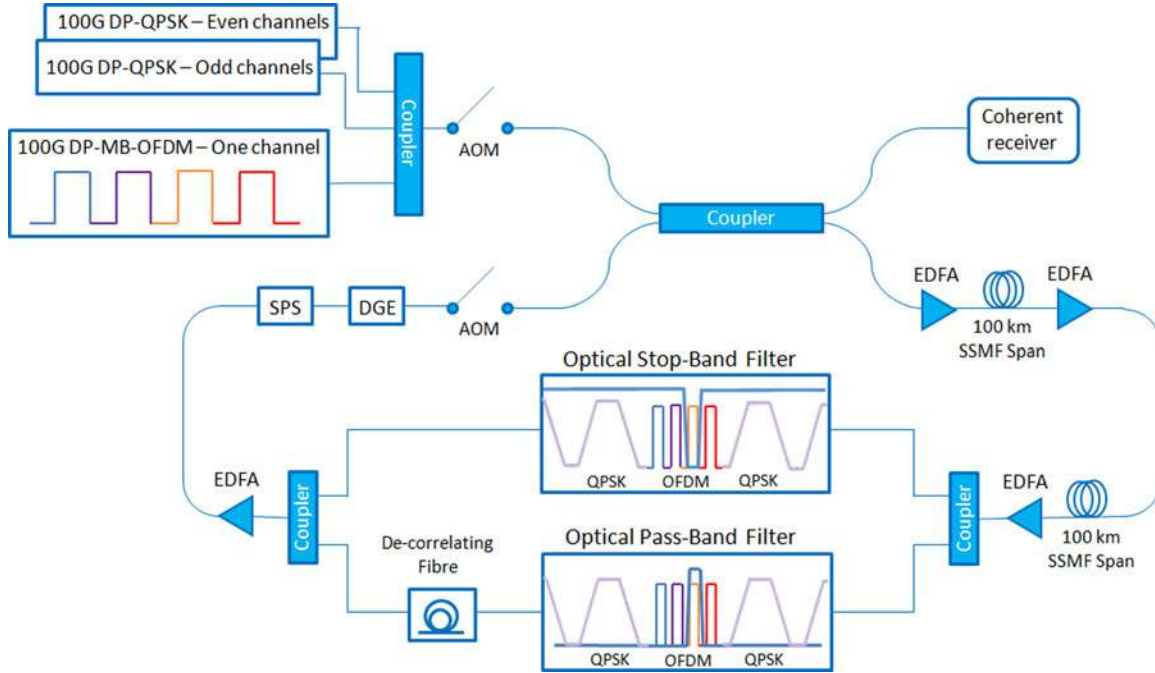 100G DP-QPSK – Even channels
100G DP-QPSK – Odd channels
100G DP-MB-OFDM – One channel
Coupler
AOM
Coherent
receiver
Coupler
EDFA
EDFA
100 km
SSMF Span
SPS
DGE
AOM
Optical Stop-Band Filter
QPSK
OFDM
QPSK
EDFA
Coupler
Coupler
EDFA
100 km
SSMF Span
De-correlating
Fibre
Optical Pass-Band Filter
QPSK
OFDM
QPSK